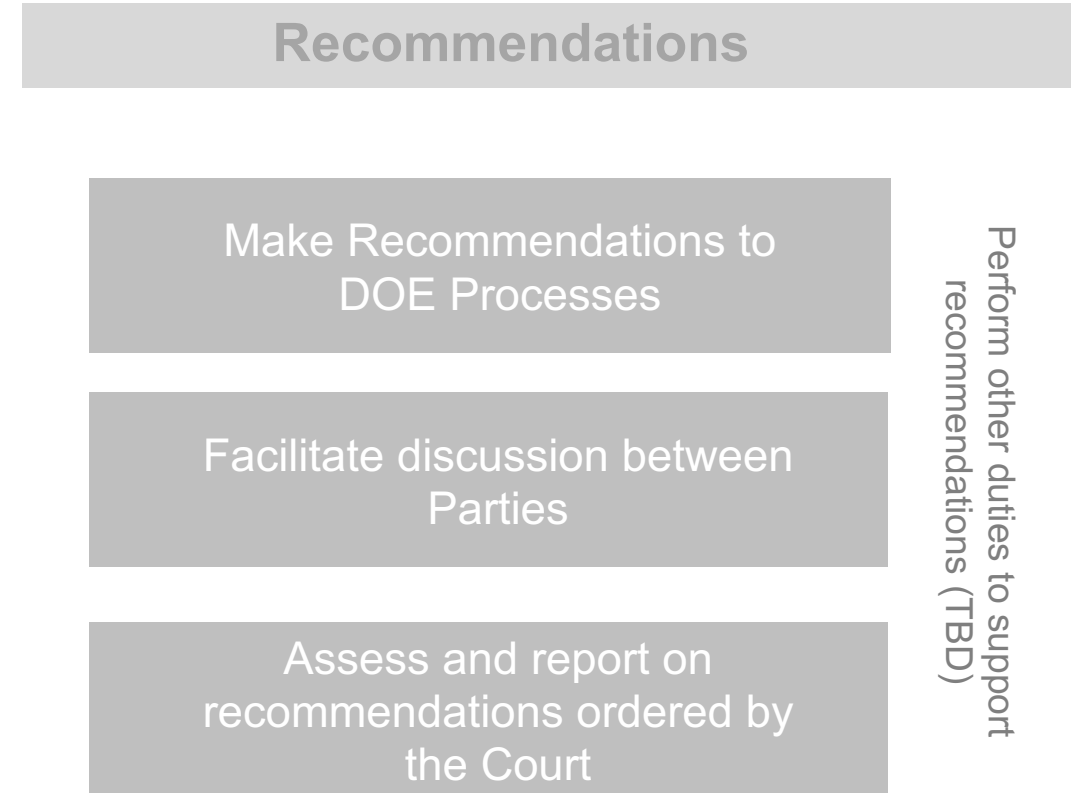 Recommendations
Make Recommendations to
DOE Processes
Facilitate discussion between
Parties
Assess and report on
recommendations ordered by
the Court
Perform other duties to support
recommendations (TBD)